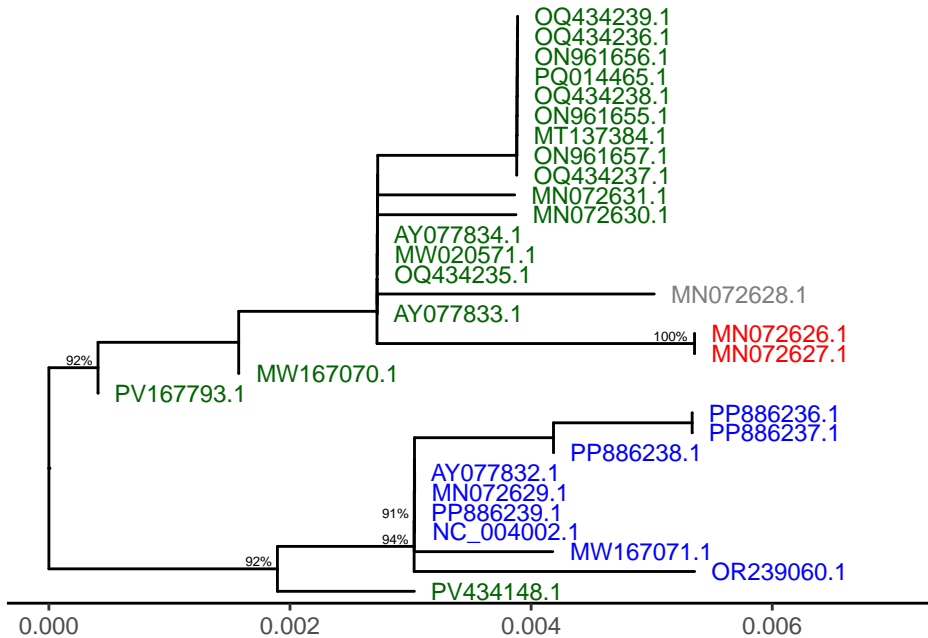 OQ434239.1
OQ434236.1
ON961656.1
PQ014465.1
OQ434238.1
ON961655.1
MT137384.1
ON961657.1
OQ434237.1
MN072631.1
MN072630.1
AY077834.1
MW020571.1
OQ434235.1
MN072628.1
AY077833.1
100%
MN072626.1
MN072627.1
92%
MW167070.1
PV167793.1
PP886236.1
PP886237.1
PP886238.1
AY077832.1
MN072629.1
91%
PP886239.1
NC_004002.1
94%
MW167071.1
92%
OR239060.1
PV434148.1
0.000 0.002 0.004 0.006